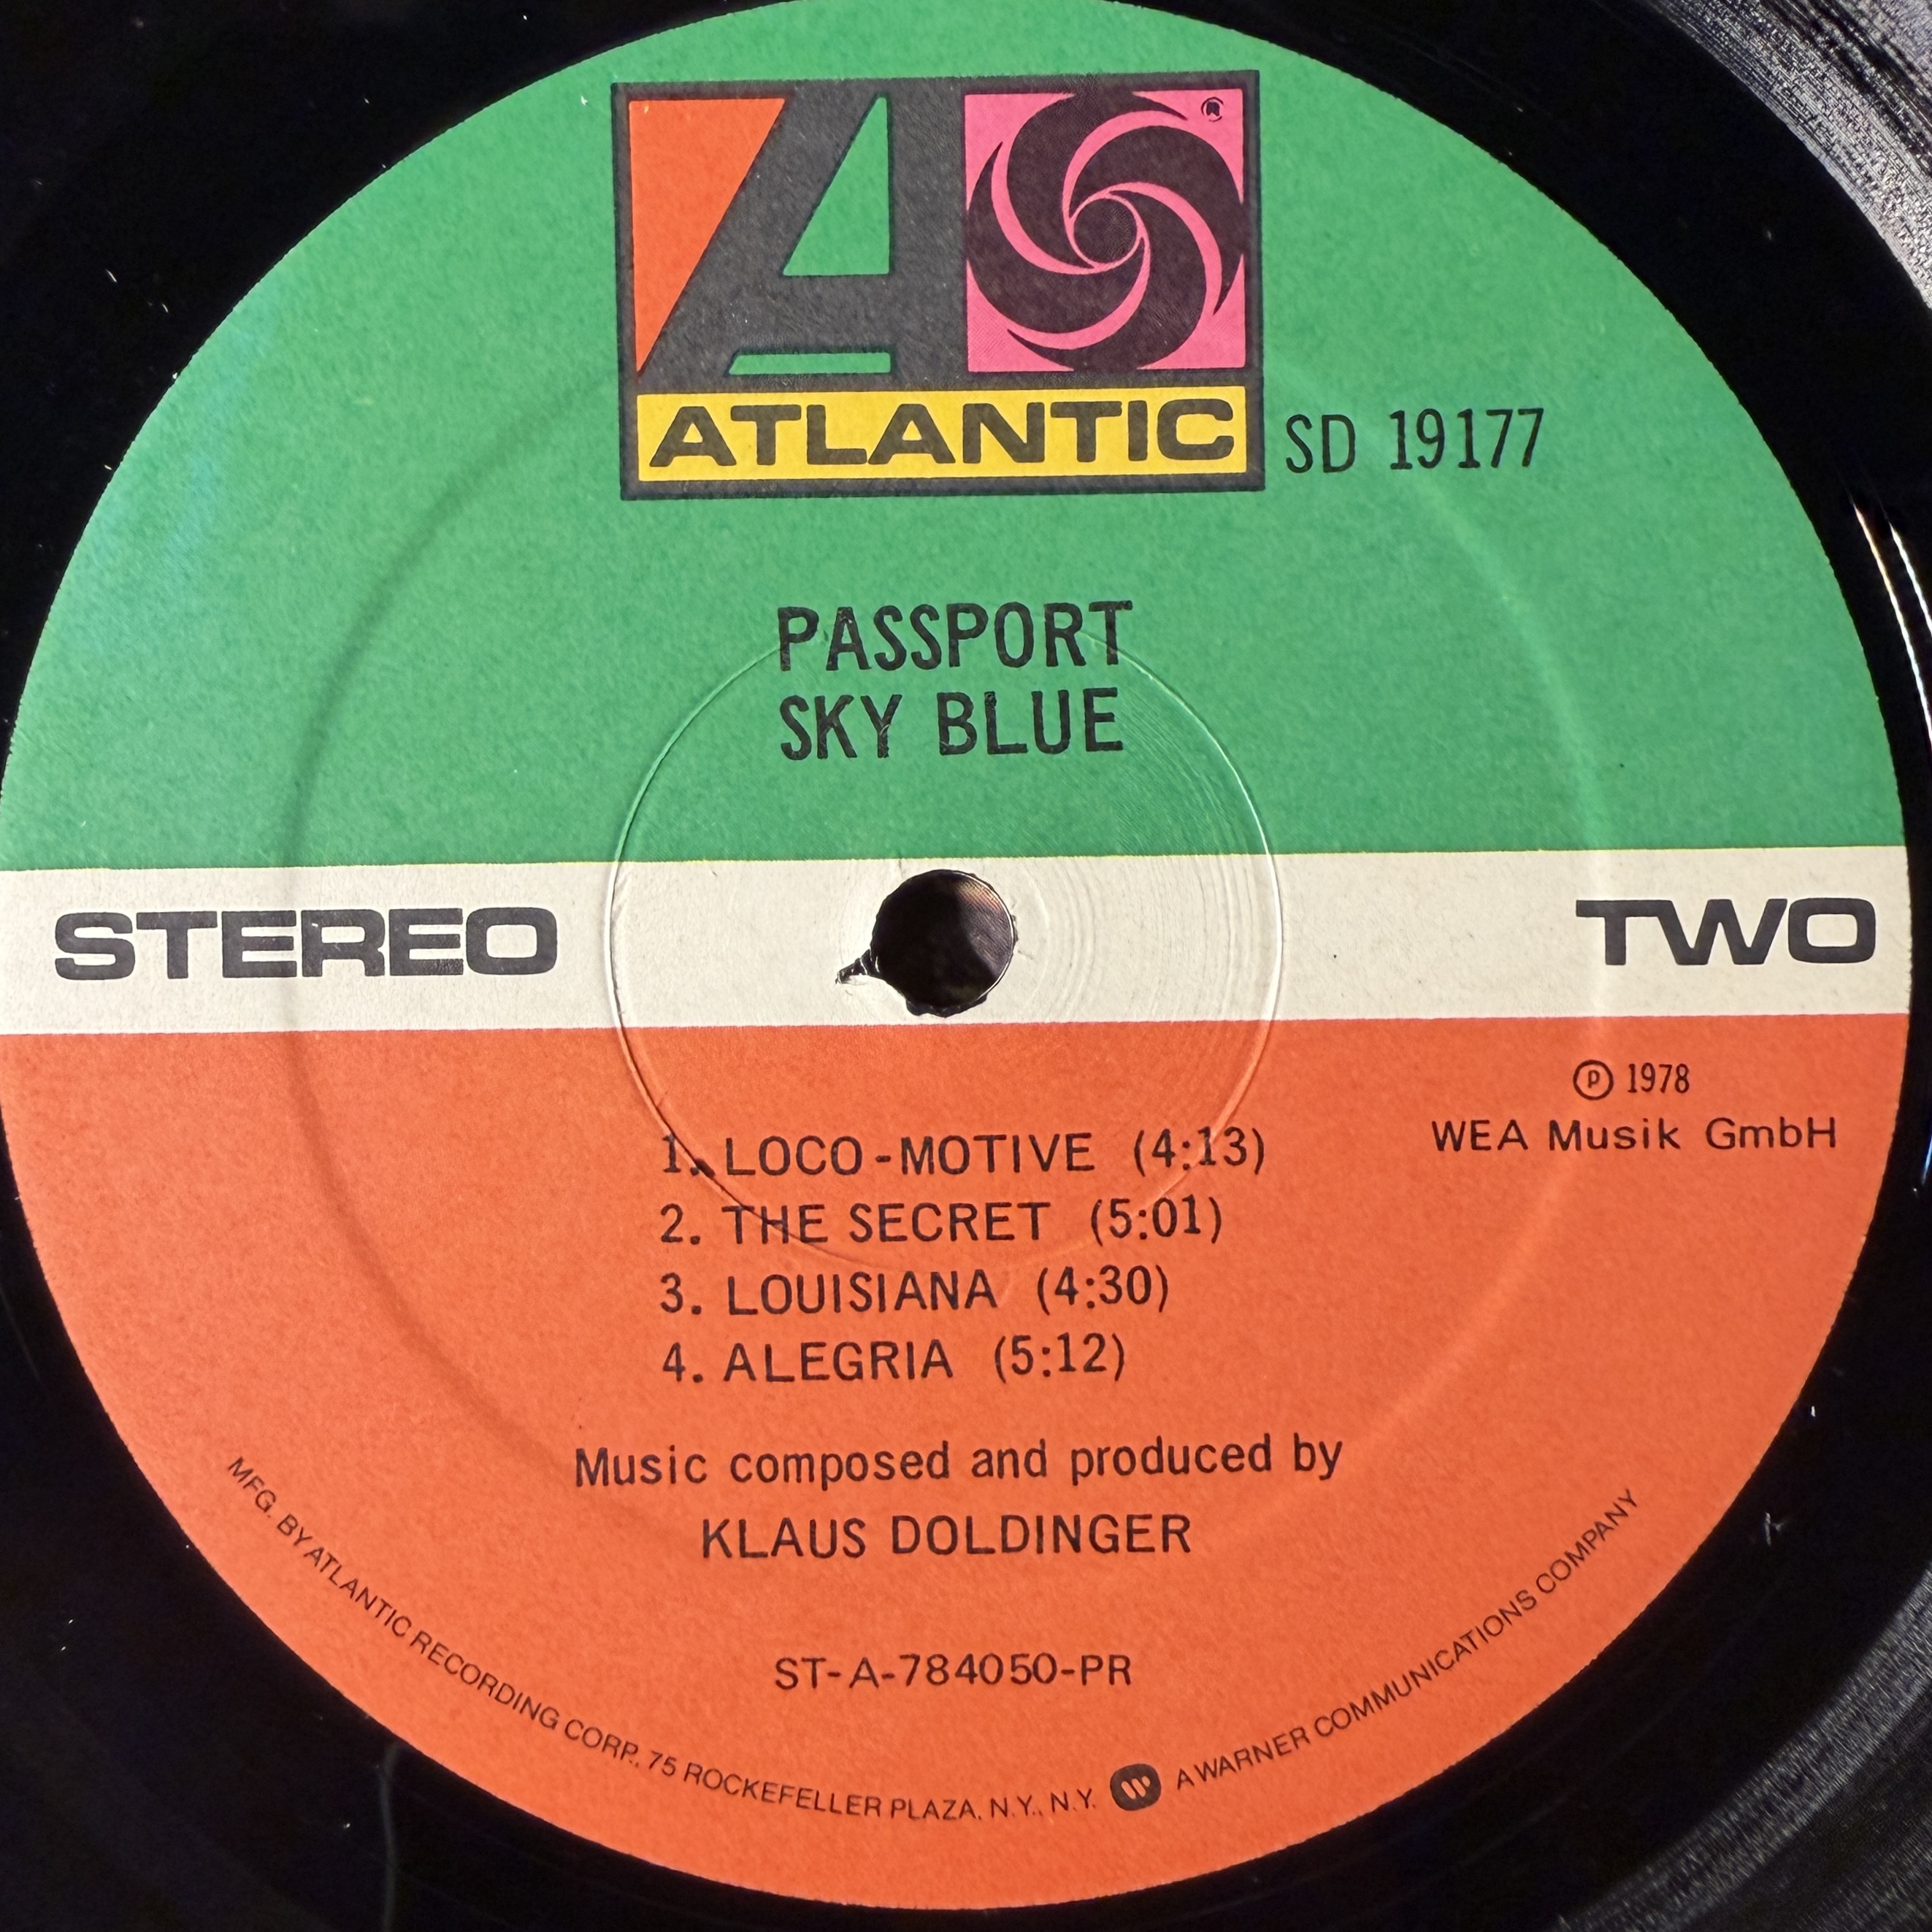 ®
ATLANTIC
SD 19177
PASSPORT
SKY BLUE
STEREO
TWO
℗ 1978
WEA Musik GmbH
1. LOCO-MOTIVE (4:13)
2. THE SECRET (5:01)
3. LOUISIANA (4:30)
4. ALEGRIA (5:12)
Music composed and produced by
KLAUS DOLDINGER
ST-A-784050-PR
MFG. BY ATLANTIC RECORDING CORP., 75 ROCKEFELLER PLAZA, N.Y., N.Y. W A WARNER COMMUNICATIONS COMPANY